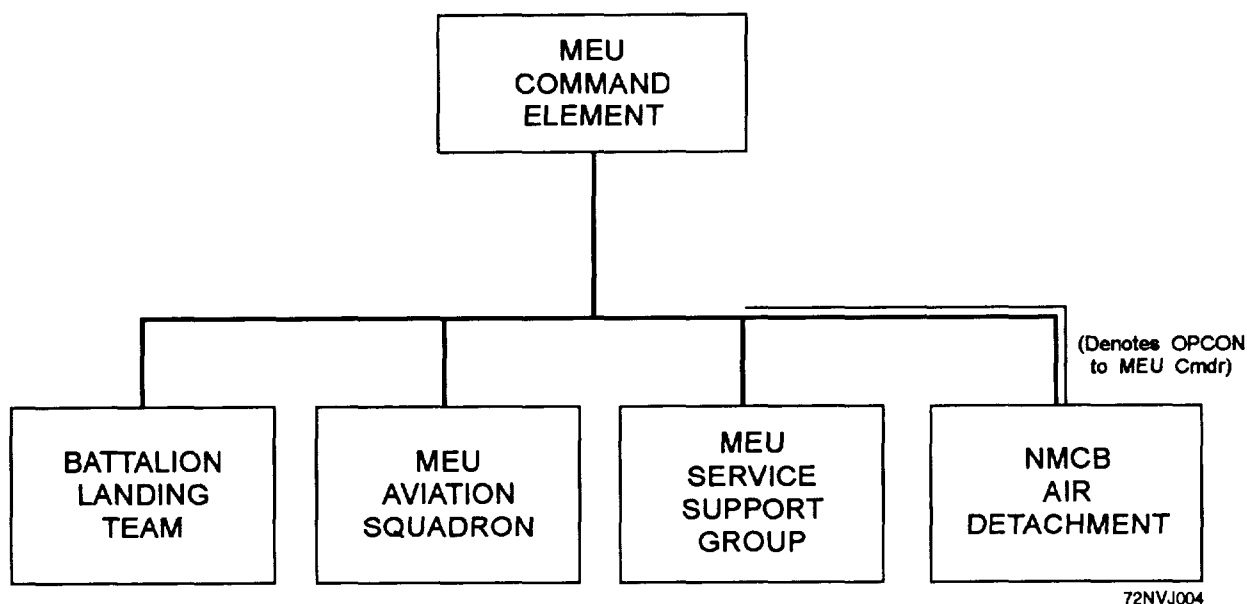 MEU
COMMAND
ELEMENT
(Denotes OPCON
to MEU Cmdr)
BATTALION
LANDING
TEAM
MEU
AVIATION
SQUADRON
MEU
SERVICE
SUPPORT
GROUP
NMCB
AIR
DETACHMENT
72NVJ004